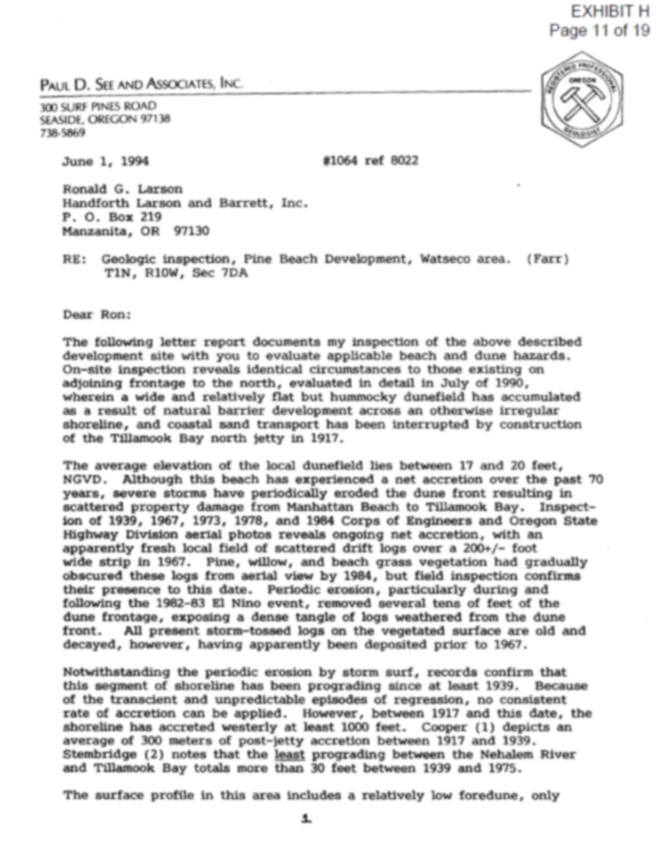 EXHIBIT H
Page 11 of 19
PAUL D. SEE AND ASSOCIATES, INC.
300 SURF PINES ROAD
SEASIDE, OREGON 97138
738-5869
REGISTERED PROFESSIONAL
OREGON
GEOLOGIST
June 1, 1994 #1064 ref 8022
Ronald G. Larson
Handforth Larson and Barrett, Inc.
P. O. Box 219
Manzanita, OR 97130
RE: Geologic inspection, Pine Beach Development, Watseco area. (Farr)
T1N, R10W, Sec 7DA
Dear Ron:
The following letter report documents my inspection of the above described
development site with you to evaluate applicable beach and dune hazards.
On-site inspection reveals identical circumstances to those existing on
adjoining frontage to the north, evaluated in detail in July of 1990,
wherein a wide and relatively flat but hummocky dunefield has accumulated
as a result of natural barrier development across an otherwise irregular
shoreline, and coastal sand transport has been interrupted by construction
of the Tillamook Bay north jetty in 1917.
The average elevation of the local dunefield lies between 17 and 20 feet,
NGVD. Although this beach has experienced a net accretion over the past 70
years, severe storms have periodically eroded the dune front resulting in
scattered property damage from Manhattan Beach to Tillamook Bay. Inspect-
ion of 1939, 1967, 1973, 1978, and 1984 Corps of Engineers and Oregon State
Highway Division aerial photos reveals ongoing net accretion, with an
apparently fresh local field of scattered drift logs over a 200+/- foot
wide strip in 1967. Pine, willow, and beach grass vegetation had gradually
obscured these logs from aerial view by 1984, but field inspection confirms
their presence to this date. Periodic erosion, particularly during and
following the 1982-83 El Nino event, removed several tens of feet of the
dune frontage, exposing a dense tangle of logs weathered from the dune
front. All present storm-tossed logs on the vegetated surface are old and
decayed, however, having apparently been deposited prior to 1967.
Notwithstanding the periodic erosion by storm surf, records confirm that
this segment of shoreline has been prograding since at least 1939. Because
of the transcient and unpredictable episodes of regression, no consistent
rate of accretion can be applied. However, between 1917 and this date, the
shoreline has accreted westerly at least 1000 feet. Cooper (1) depicts an
average of 300 meters of post-jetty accretion between 1917 and 1939.
Stembridge (2) notes that the least prograding between the Nehalem River
and Tillamook Bay totals more than 30 feet between 1939 and 1975.
The surface profile in this area includes a relatively low foredune, only
1